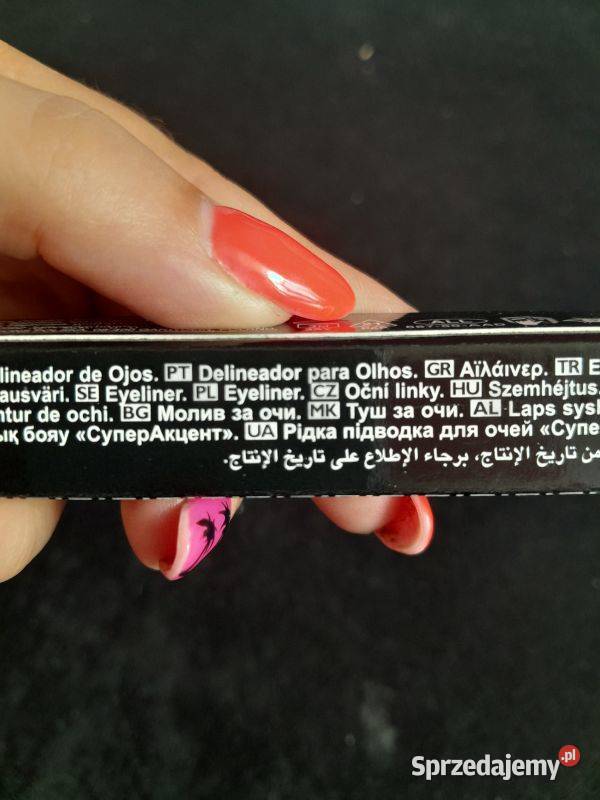 lineador de Ojos. PT Delineador para Olhos. GR Αϊλάινερ. TR E
ausväri. SE Eyeliner. PL Eyeliner. CZ Oční linky. HU Szemhéjtus.
ntur de ochi. BG Молив за очи. MK Туш за очи. AL Laps sysl
ық бояу «СуперАкцент». UA Рідка підводка для очей «Супе
من تاريخ الإنتاج، برجاء الإطلاع على تاريخ الإنتاج.
Sprzedajemy.pl